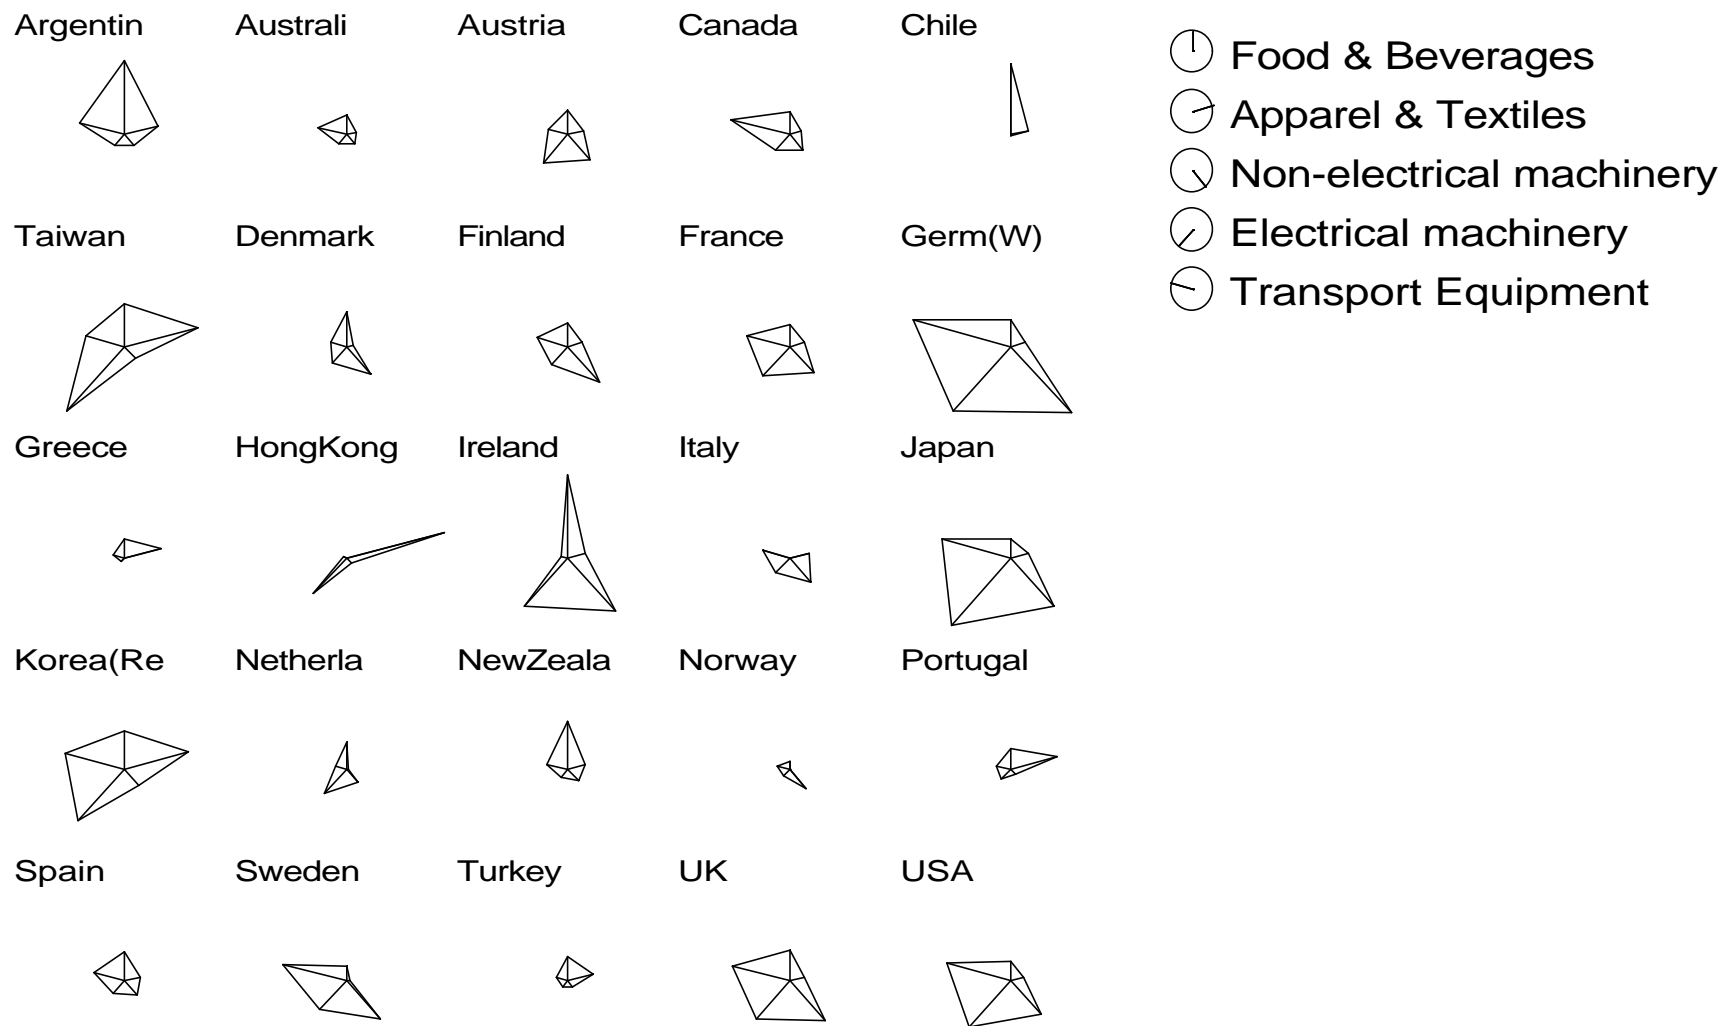 Argentin Australi Austria Canada Chile
Food & Beverages
Apparel & Textiles
Non-electrical machinery
Electrical machinery
Transport Equipment
Taiwan Denmark Finland France Germ(W)
Greece HongKong Ireland Italy Japan
Korea(Re Netherla NewZeala Norway Portugal
Spain Sweden Turkey UK USA